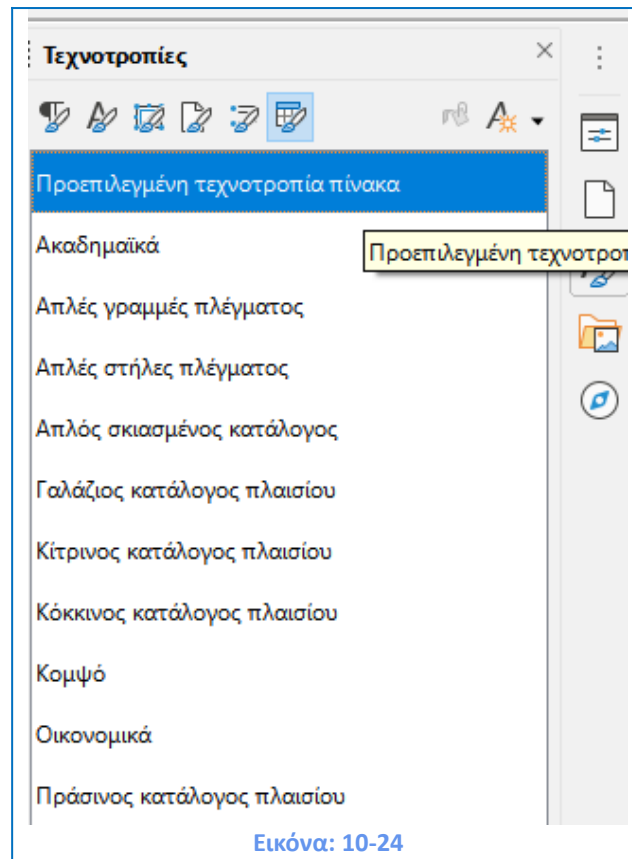 Τεχνοτροπίες
Προεπιλεγμένη τεχνοτροπία πίνακα
Ακαδημαϊκά
Προεπιλεγμένη
Απλές γραμμές πλέγματος
Απλές στήλες πλέγματος
Απλός σκιασμένος κατάλογος
Γαλάζιος κατάλογος πλαισίου
Κίτρινος κατάλογος πλαισίου
Κόκκινος κατάλογος πλαισίου
Κομψό
Οικονομικά
Πράσινος κατάλογος πλαισίου
Εικόνα: 10-24